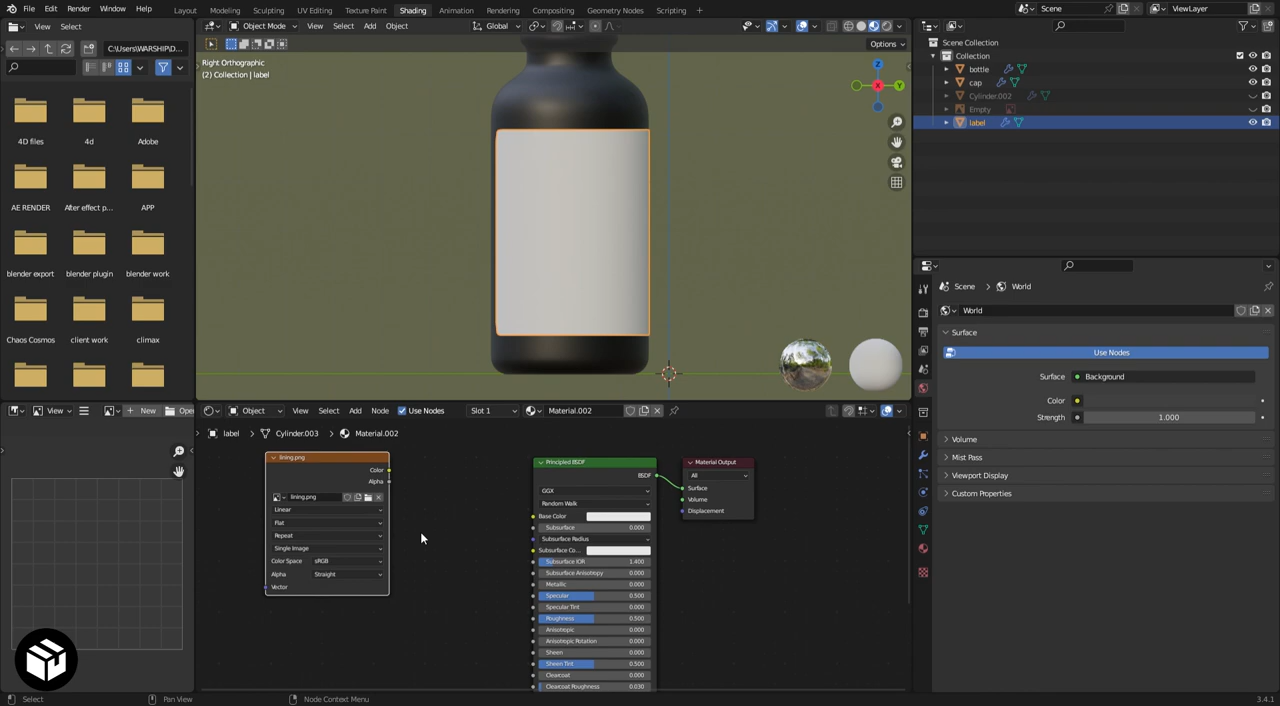 File Edit Render Window Help Layout Modeling Sculpting UV Editing Texture Paint Shading Animation Rendering Compositing Geometry Nodes Scripting Scene ViewLayer
View Select C:\Users\WARSHIP\D...
Object Mode View Select Add Object Global
Options
Right Orthographic
(2) Collection | label
Z
X
Y
4D files 4d Adobe
AE RENDER After effect p... APP
blender export blender plugin blender work
Chaos Cosmos client work climax
Scene Collection
Collection
bottle
cap
Cylinder.002
Empty
label
Scene > World
World
Surface
Use Nodes
Surface Background
Color
Strength 1.000
Volume
Mist Pass
Viewport Display
Custom Properties
View New Open
Object View Select Add Node Use Nodes Slot 1 Material.002
label > Cylinder.003 > Material.002
lining.png
Color
Alpha
lining.png
Linear
Flat
Repeat
Single Image
Color Space sRGB
Alpha Straight
Vector
Principled BSDF
BSDF
GGX
Random Walk
Base Color
Subsurface 0.000
Subsurface Radius
Subsurface Co...
Subsurface IOR 1.400
Subsurface Anisotropy 0.000
Metallic 0.000
Specular 0.500
Specular Tint 0.000
Roughness 0.500
Anisotropic 0.000
Anisotropic Rotation 0.000
Sheen 0.000
Sheen Tint 0.500
Clearcoat 0.000
Clearcoat Roughness 0.030
Material Output
All
Surface
Volume
Displacement
Select Pan View Node Context Menu 3.4.1